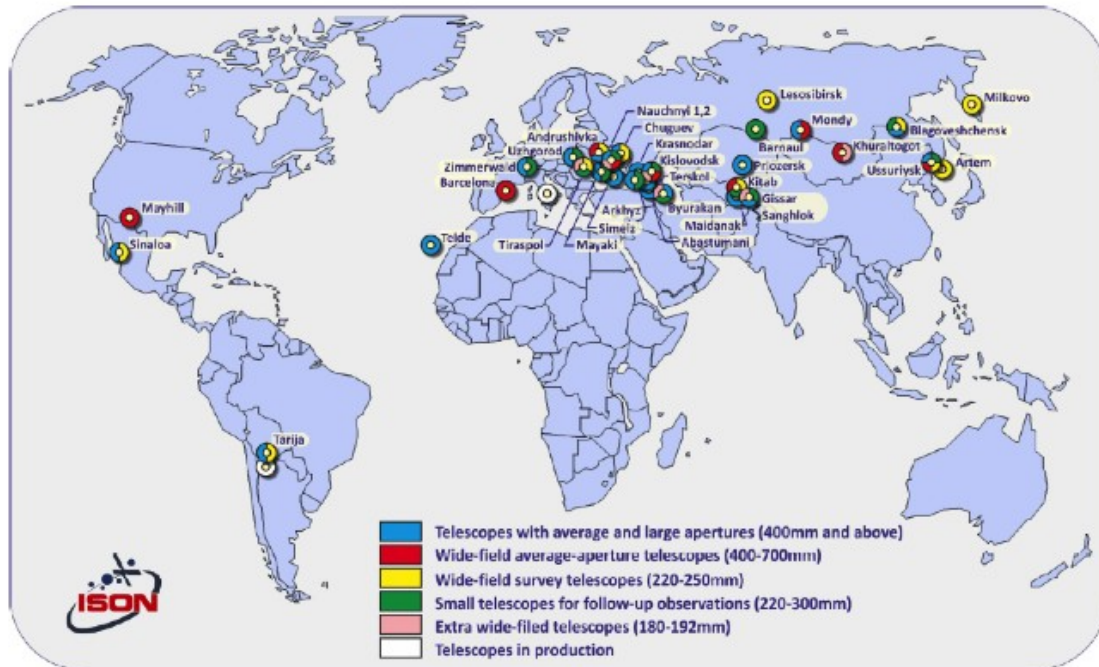 Lesosibirsk
Milkovo
Nauchnyl 1,2
Mondy
Chuguev
Blagoveshchensk
Andrushivka
Krasnodar
Barnaul
Khuraltogot
Uzhgorod
Kislovodsk
Priozersk
Artem
Zimmerwald
Terskol
Ussuriysk
Kitab
Barcelona
Gissar
Mayhill
Arkhyz
Byurakan
Sanghlok
Maidanak
Simeiz
Sinaloa
Teide
Tiraspol
Mayaki
Abastumani
Tarija
Telescopes with average and large apertures (400mm and above)
Wide-field average-aperture telescopes (400-700mm)
Wide-field survey telescopes (220-250mm)
Small telescopes for follow-up observations (220-300mm)
Extra wide-filed telescopes (180-192mm)
Telescopes in production
ISON